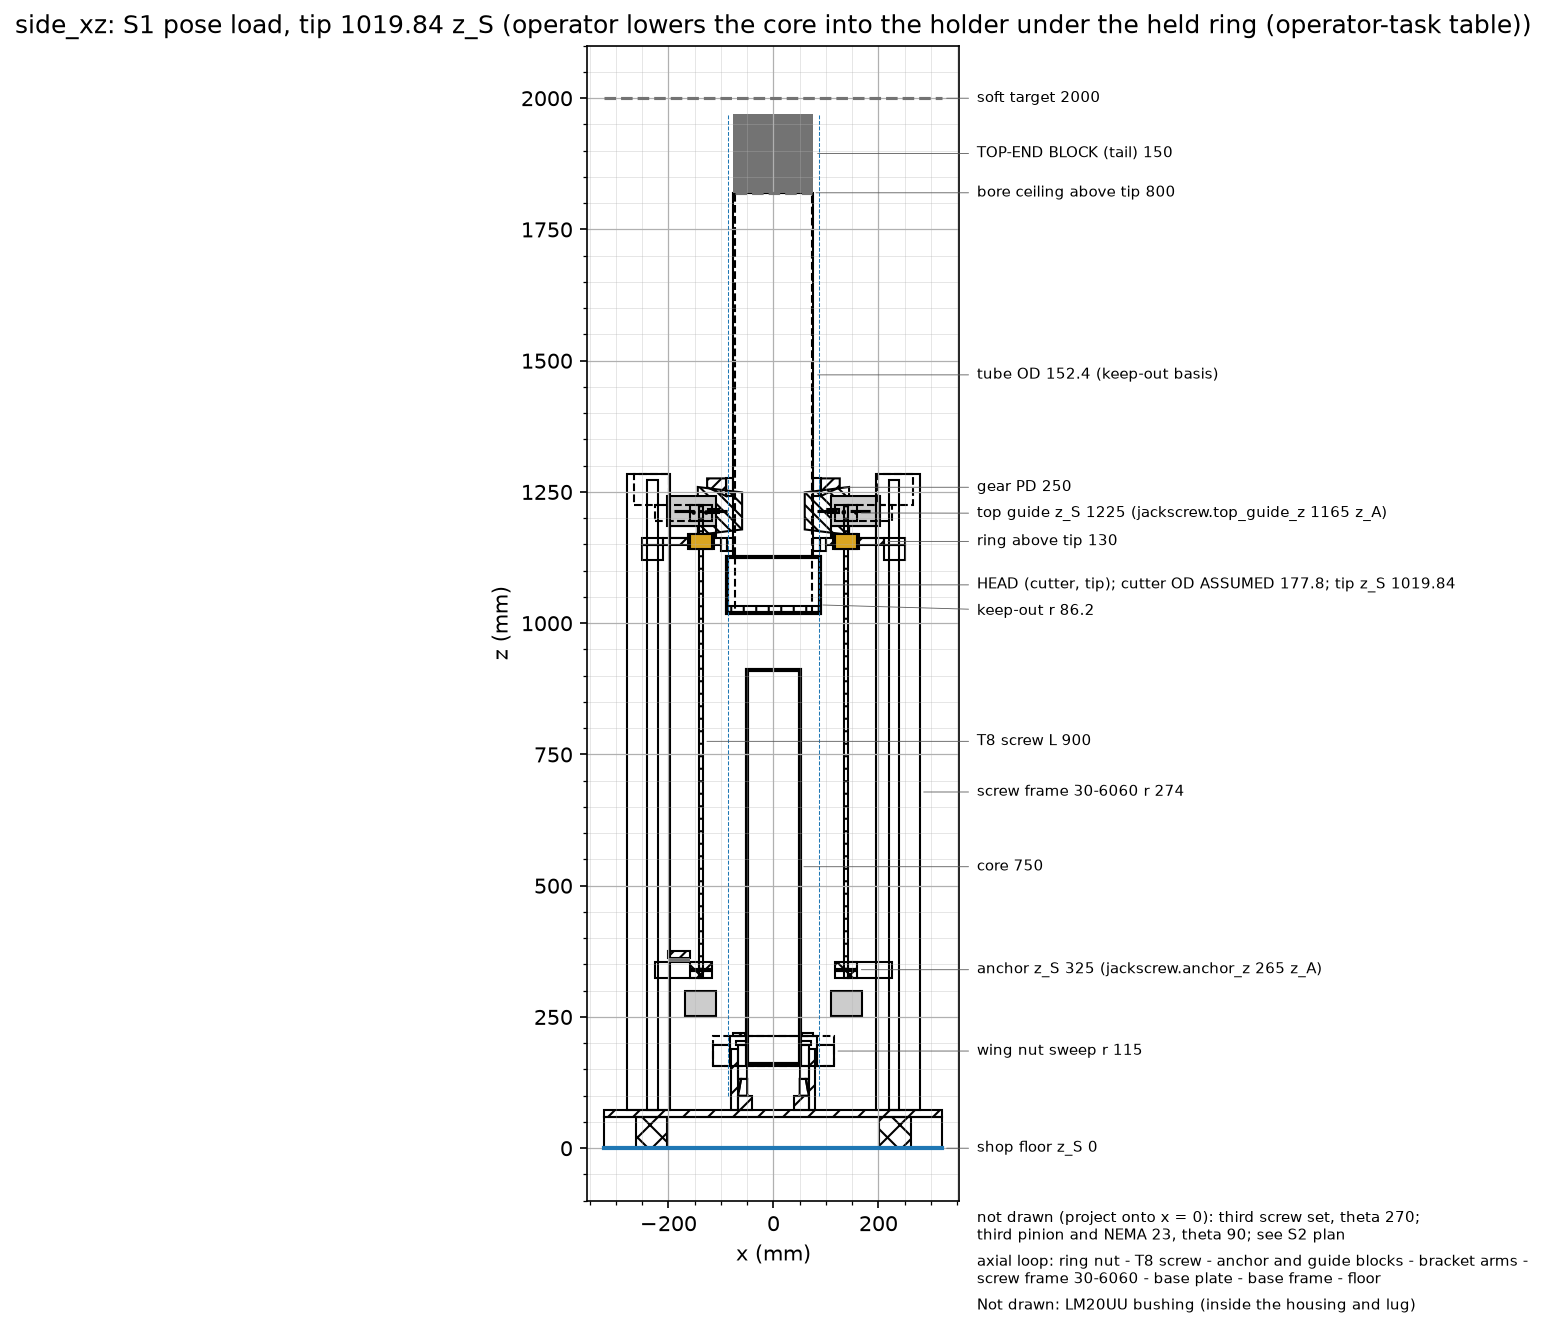 side_xz: S1 pose load, tip 1019.84 z_S (operator lowers the core into the holder under the held ring (operator-task table))
soft target 2000
TOP-END BLOCK (tail) 150
bore ceiling above tip 800
tube OD 152.4 (keep-out basis)
gear PD 250
top guide z_S 1225 (jackscrew.top_guide_z 1165 z_A)
ring above tip 130
HEAD (cutter, tip); cutter OD ASSUMED 177.8; tip z_S 1019.84
keep-out r 86.2
T8 screw L 900
screw frame 30-6060 r 274
core 750
anchor z_S 325 (jackscrew.anchor_z 265 z_A)
wing nut sweep r 115
shop floor z_S 0
z (mm)
2000
1750
1500
1250
1000
750
500
250
0
−200
0
200
x (mm)
not drawn (project onto x = 0): third screw set, theta 270;
third pinion and NEMA 23, theta 90; see S2 plan
axial loop: ring nut - T8 screw - anchor and guide blocks - bracket arms -
screw frame 30-6060 - base plate - base frame - floor
Not drawn: LM20UU bushing (inside the housing and lug)